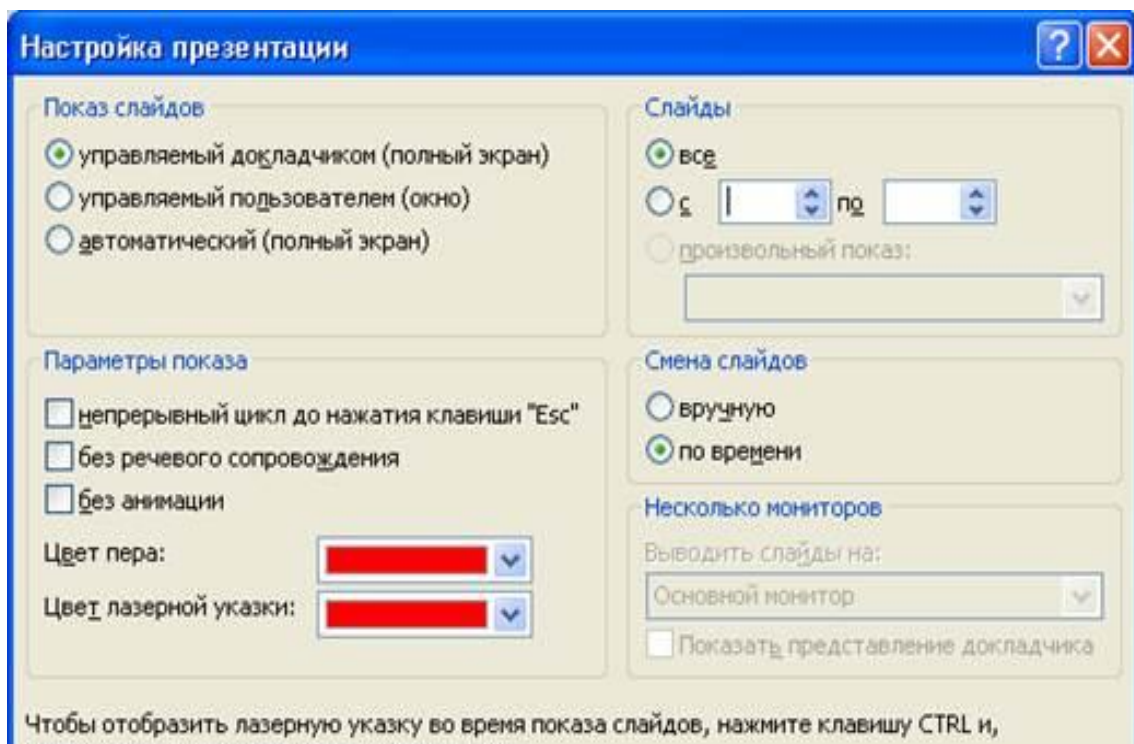 Настройка презентации
Показ слайдов
управляемый докладчиком (полный экран)
управляемый пользователем (окно)
автоматический (полный экран)
Слайды
все
с по
произвольный показ:
Параметры показа
непрерывный цикл до нажатия клавиши "Esc"
без речевого сопровождения
без анимации
Цвет пера:
Цвет лазерной указки:
Смена слайдов
вручную
по времени
Несколько мониторов
Выводить слайды на:
Основной монитор
Показать представление докладчика
Чтобы отобразить лазерную указку во время показа слайдов, нажмите клавишу CTRL и,